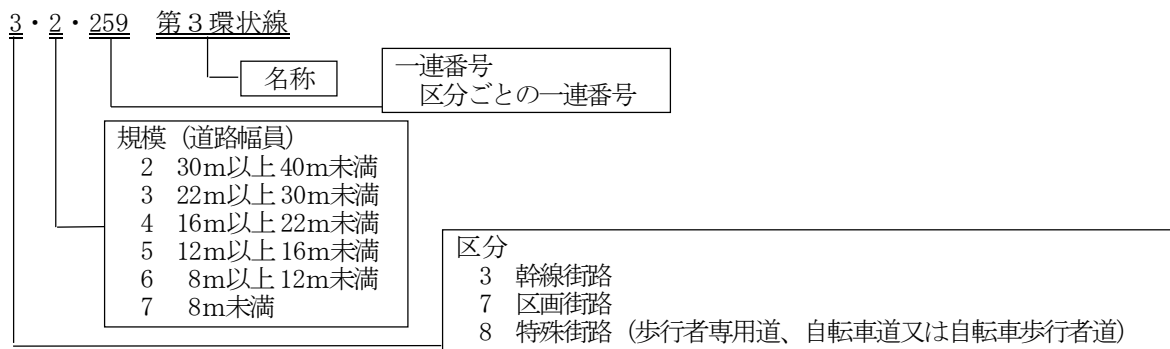 3・2・259 第3環状線
名称
一連番号
区分ごとの一連番号
規模（道路幅員）
2 30m以上40m未満
3 22m以上30m未満
4 16m以上22m未満
5 12m以上16m未満
6 8m以上12m未満
7 8m未満
区分
3 幹線街路
7 区画街路
8 特殊街路（歩行者専用道、自転車道又は自転車歩行者道）